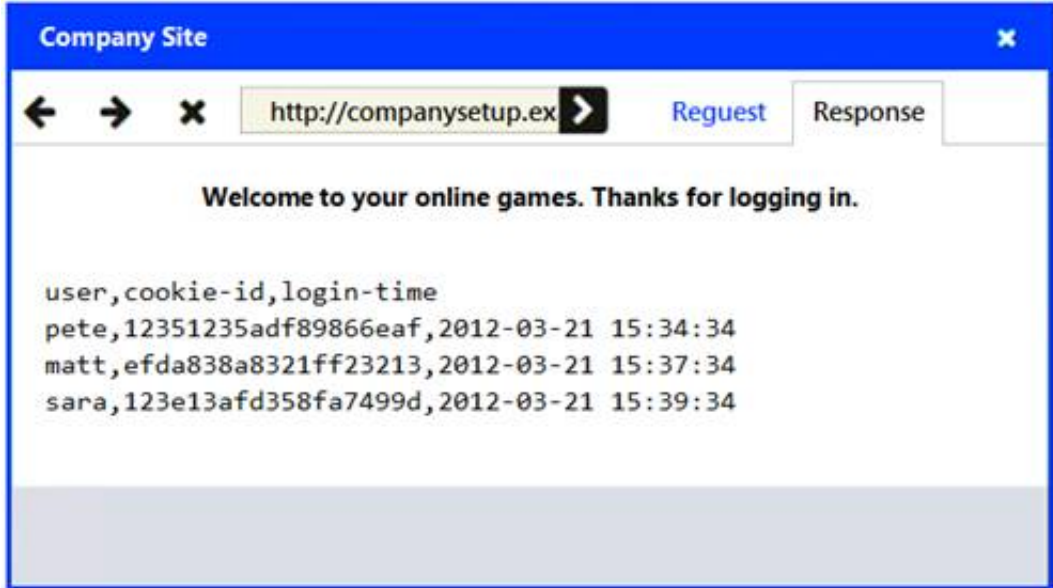 Company Site
http://companysetup.ex
Reguest
Response
Welcome to your online games. Thanks for logging in.
user,cookie-id,login-time
pete,12351235adf89866eaf,2012-03-21 15:34:34
matt,efda838a8321ff23213,2012-03-21 15:37:34
sara,123e13afd358fa7499d,2012-03-21 15:39:34